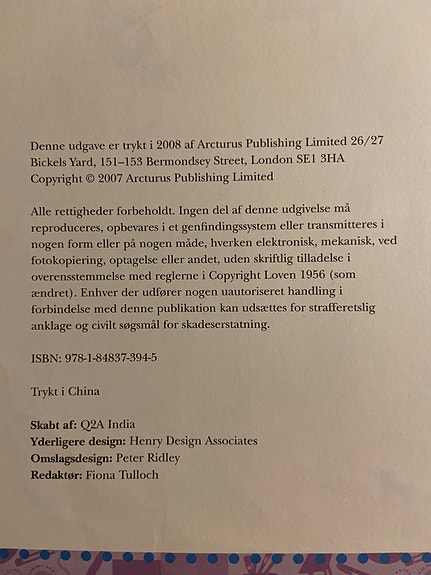 Denne udgave er trykt i 2008 af Arcturus Publishing Limited 26/27
Bickels Yard, 151–153 Bermondsey Street, London SE1 3HA
Copyright © 2007 Arcturus Publishing Limited
Alle rettigheder forbeholdt. Ingen del af denne udgivelse må
reproduceres, opbevares i et genfindingssystem eller transmitteres i
nogen form eller på nogen måde, hverken elektronisk, mekanisk, ved
fotokopiering, optagelse eller andet, uden skriftlig tilladelse i
overensstemmelse med reglerne i Copyright Loven 1956 (som
ændret). Enhver der udfører nogen uautoriseret handling i
forbindelse med denne publikation kan udsættes for strafferetslig
anklage og civilt søgsmål for skadeserstatning.
ISBN: 978-1-84837-394-5
Trykt i China
Skabt af: Q2A India
Yderligere design: Henry Design Associates
Omslagsdesign: Peter Ridley
Redaktør: Fiona Tulloch